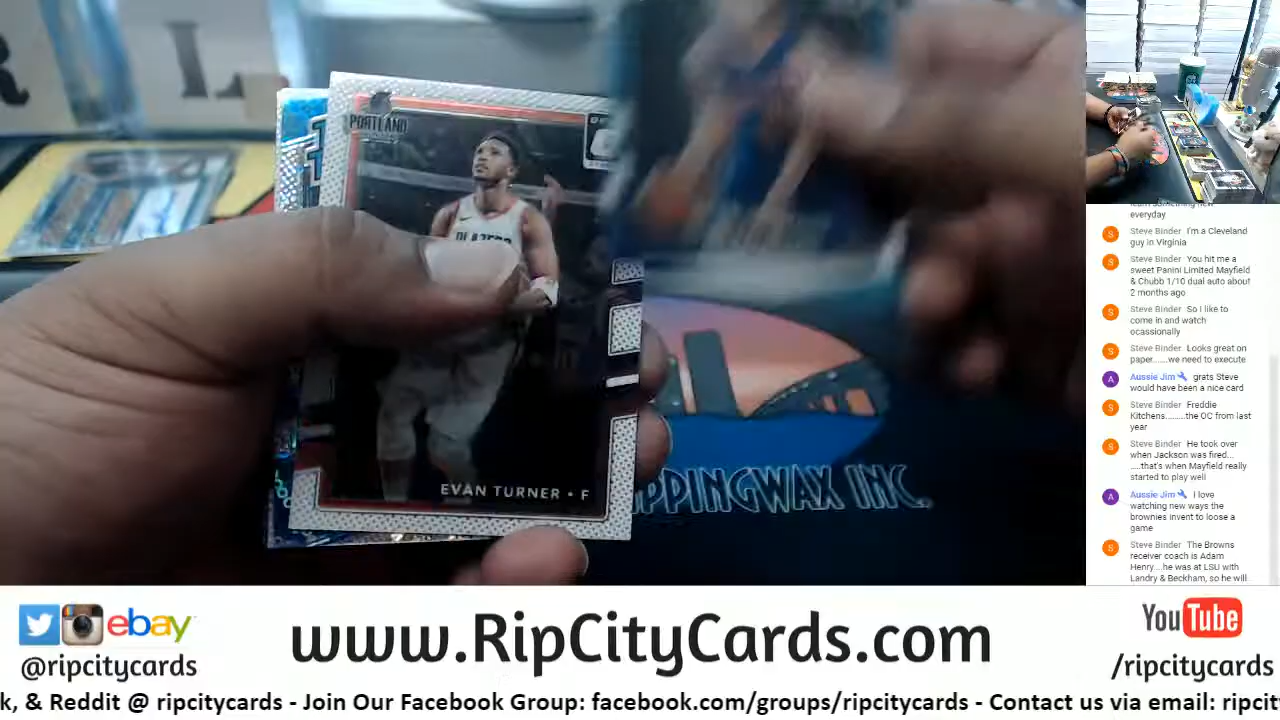 PORTLAND
BLAZERS
EVAN TURNER • F
PPINGWAX INC.
everyday
Steve Binder I'm a Cleveland
guy in Virginia
Steve Binder You hit me a
sweet Panini Limited Mayfield
& Chubb 1/10 dual auto about
2 months ago
Steve Binder So I like to
come in and watch
ocassionally
Steve Binder Looks great on
paper......we need to execute
Aussie Jim grats Steve
would have been a nice card
Steve Binder Freddie
Kitchens........the OC from last
year
Steve Binder He took over
when Jackson was fired...
.....that's when Mayfield really
started to play well
Aussie Jim I love
watching new ways the
brownies invent to loose a
game
Steve Binder The Browns
receiver coach is Adam
Henry....he was at LSU with
Landry & Beckham, so he will
ebay
@ripcitycards
www.RipCityCards.com
YouTube
/ripcitycards
k, & Reddit @ ripcitycards - Join Our Facebook Group: facebook.com/groups/ripcitycards - Contact us via email: ripcit